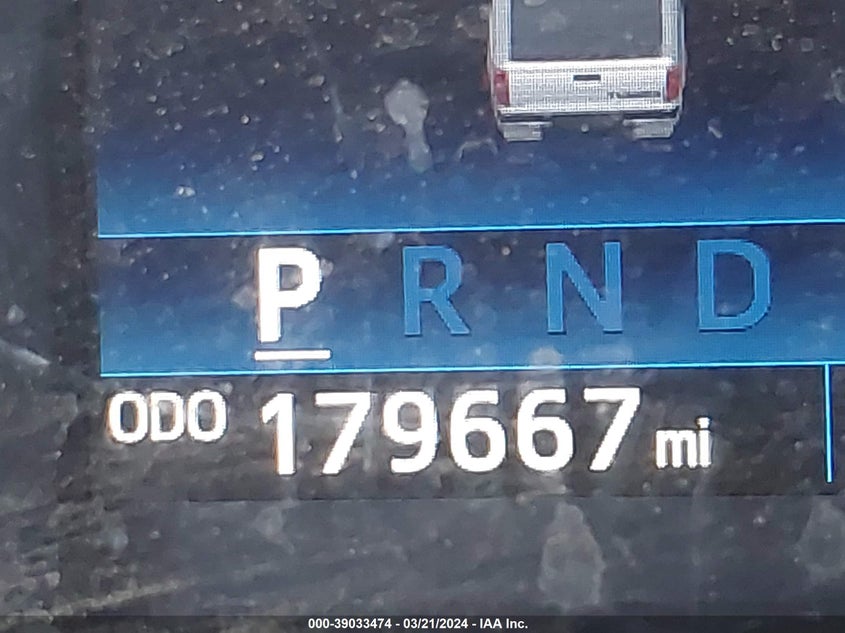 P R N D
ODO 179667 mi
000-39033474 - 03/21/2024 - IAA Inc.